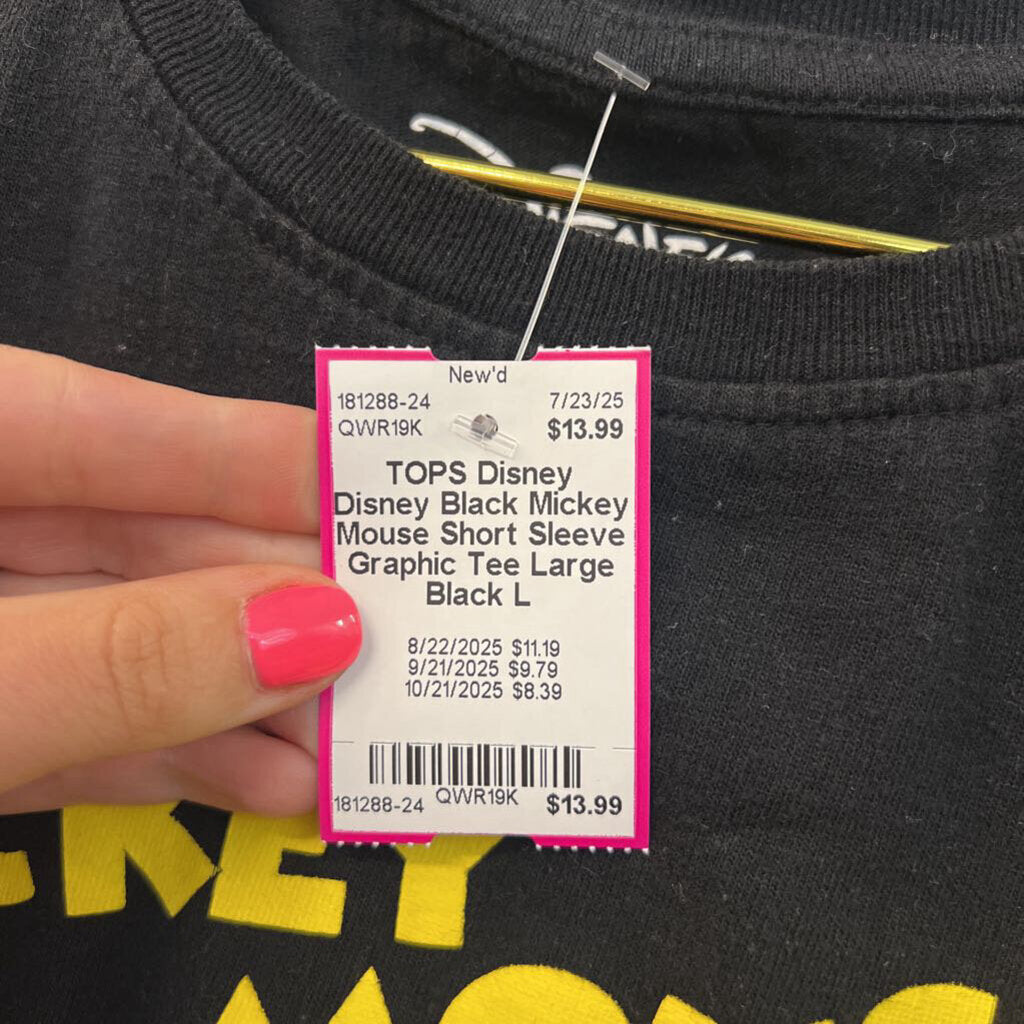 Disney
New'd
181288-24 7/23/25
QWR19K $13.99
TOPS Disney
Disney Black Mickey
Mouse Short Sleeve
Graphic Tee Large
Black L
8/22/2025 $11.19
9/21/2025 $9.79
10/21/2025 $8.39
181288-24 QWR19K $13.99